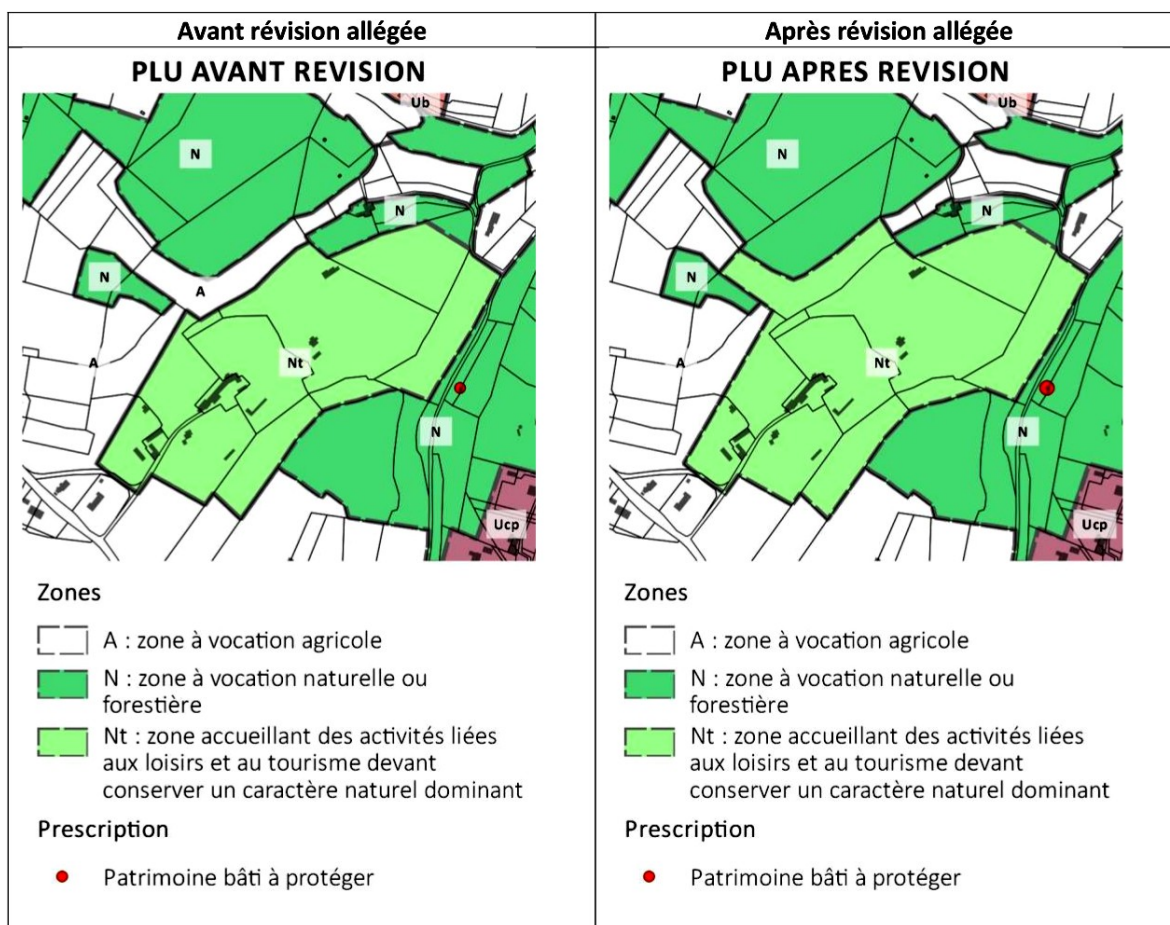 Avant révision allégée
PLU AVANT REVISION
Ub
N
N
N
A
A
Nt
N
Ucp
Zones
A : zone à vocation agricole
N : zone à vocation naturelle ou
forestière
Nt : zone accueillant des activités liées
aux loisirs et au tourisme devant
conserver un caractère naturel dominant
Prescription
Patrimoine bâti à protéger
Après révision allégée
PLU APRES REVISION
Ub
N
N
N
A
Nt
N
Ucp
Zones
A : zone à vocation agricole
N : zone à vocation naturelle ou
forestière
Nt : zone accueillant des activités liées
aux loisirs et au tourisme devant
conserver un caractère naturel dominant
Prescription
Patrimoine bâti à protéger